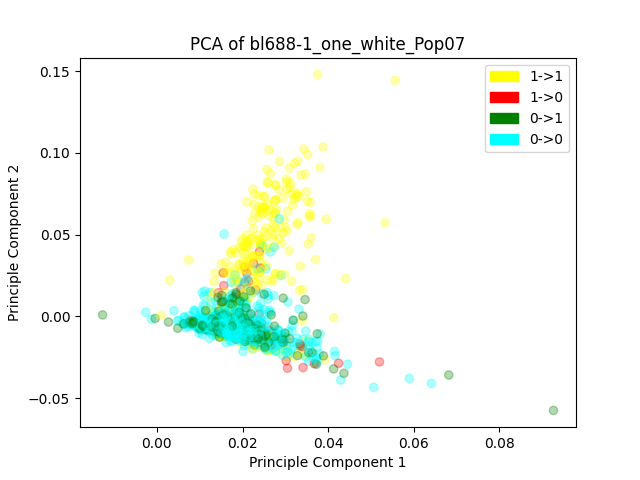 PCA of bl688-1_one_white_Pop07
0.15
0.10
0.05
0.00
−0.05
Principle Component 2
1->1
1->0
0->1
0->0
0.00 0.02 0.04 0.06 0.08
Principle Component 1